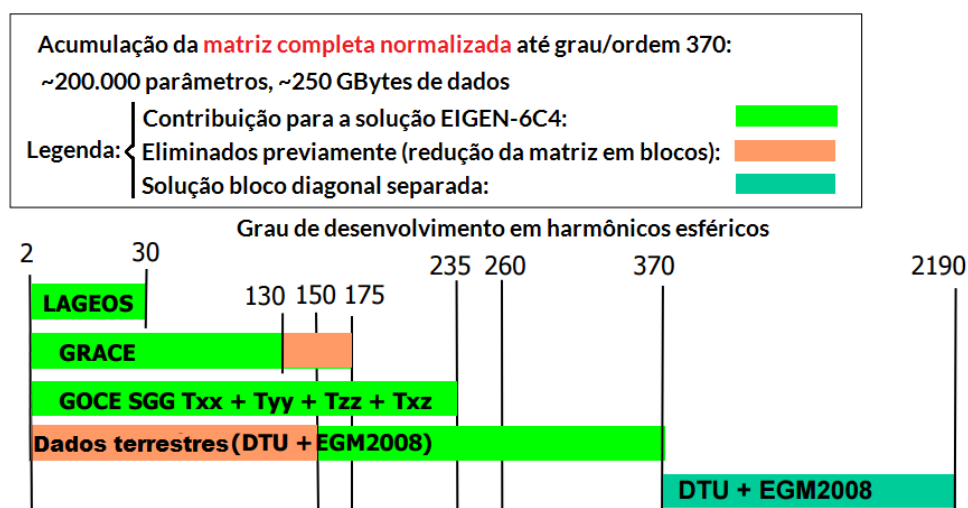 Acumulação da matriz completa normalizada até grau/ordem 370:
~200.000 parâmetros, ~250 GBytes de dados
Legenda:
Contribuição para a solução EIGEN-6C4:
Eliminados previamente (redução da matriz em blocos):
Solução bloco diagonal separada:
Grau de desenvolvimento em harmônicos esféricos
2 30 235 260 370 2190
130 150 175
LAGEOS
GRACE
GOCE SGG Txx + Tyy + Tzz + Txz
Dados terrestres (DTU + EGM2008)
DTU + EGM2008